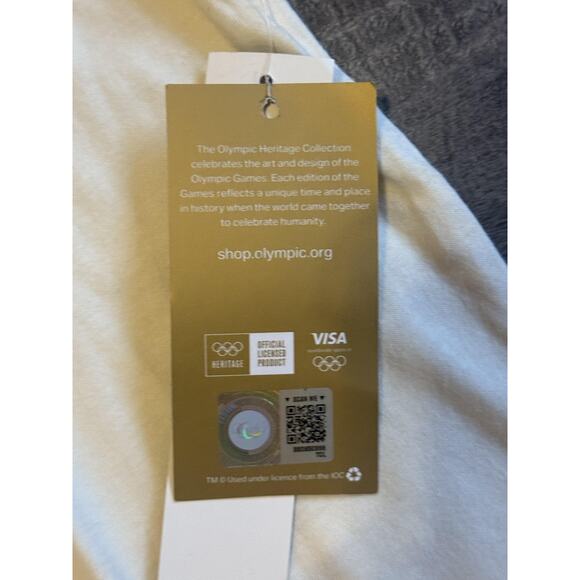 The Olympic Heritage Collection
celebrates the art and design of the
Olympic Games. Each edition of the
Games reflects a unique time and place
in history when the world came together
to celebrate humanity.
shop.olympic.org
HERITAGE
OFFICIAL
LICENSED
PRODUCT
VISA
SCAN ME
TM © Used under licence from the IOC